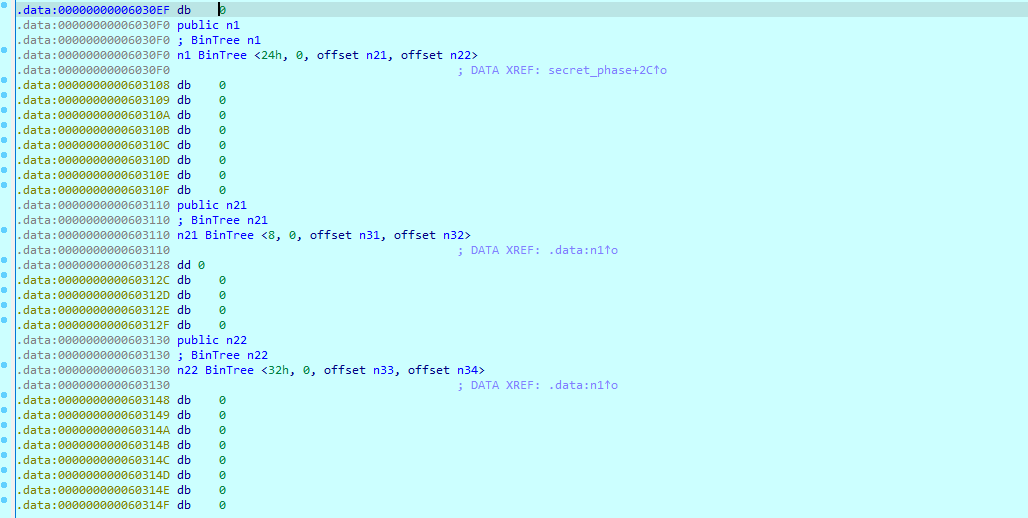 .data:00000000006030EF db    0
.data:00000000006030F0 public n1
.data:00000000006030F0 ; BinTree n1
.data:00000000006030F0 n1 BinTree <24h, 0, offset n21, offset n22>
.data:00000000006030F0                                         ; DATA XREF: secret_phase+2C↑o
.data:0000000000603108 db    0
.data:0000000000603109 db    0
.data:000000000060310A db    0
.data:000000000060310B db    0
.data:000000000060310C db    0
.data:000000000060310D db    0
.data:000000000060310E db    0
.data:000000000060310F db    0
.data:0000000000603110 public n21
.data:0000000000603110 ; BinTree n21
.data:0000000000603110 n21 BinTree <8, 0, offset n31, offset n32>
.data:0000000000603110                                         ; DATA XREF: .data:n1↑o
.data:0000000000603128 dd 0
.data:000000000060312C db    0
.data:000000000060312D db    0
.data:000000000060312E db    0
.data:000000000060312F db    0
.data:0000000000603130 public n22
.data:0000000000603130 ; BinTree n22
.data:0000000000603130 n22 BinTree <32h, 0, offset n33, offset n34>
.data:0000000000603130                                         ; DATA XREF: .data:n1↑o
.data:0000000000603148 db    0
.data:0000000000603149 db    0
.data:000000000060314A db    0
.data:000000000060314B db    0
.data:000000000060314C db    0
.data:000000000060314D db    0
.data:000000000060314E db    0
.data:000000000060314F db    0